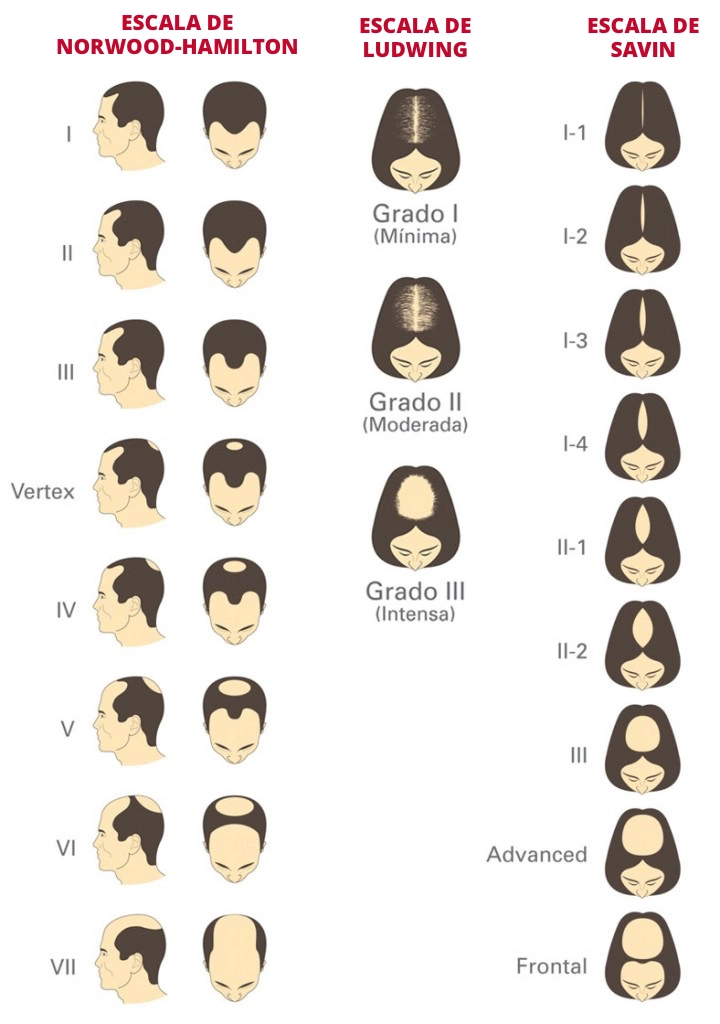 ESCALA DE
NORWOOD-HAMILTON
I
II
III
Vertex
IV
V
VI
VII
ESCALA DE
LUDWING
Grado I
(Mínima)
Grado II
(Moderada)
Grado III
(Intensa)
ESCALA DE
SAVIN
I-1
I-2
I-3
I-4
II-1
II-2
III
Advanced
Frontal